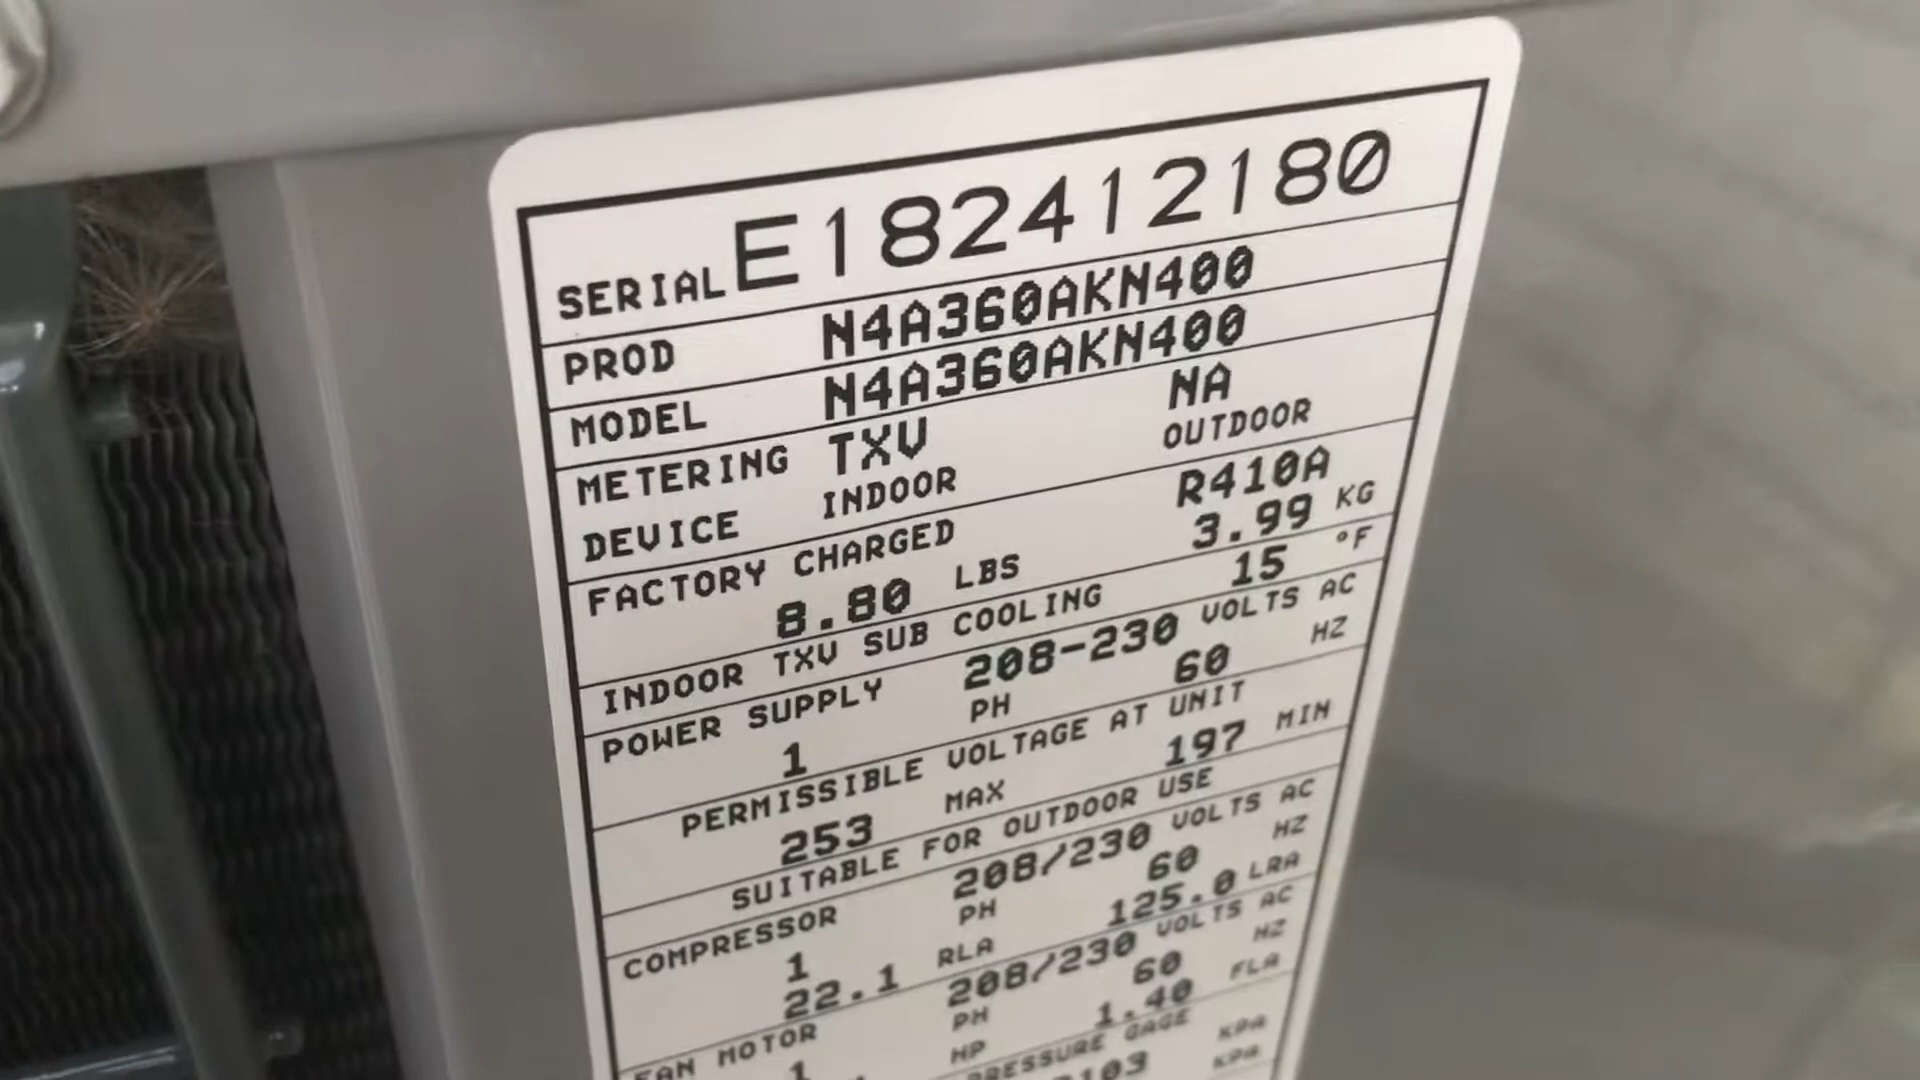 SERIAL E182412180
PROD N4A360AKN400
MODEL N4A360AKN400
METERING TXV NA
DEVICE INDOOR OUTDOOR
FACTORY CHARGED R410A
8.80 LBS 3.99 KG
INDOOR TXV SUB COOLING 15 °F
POWER SUPPLY 208-230 VOLTS AC
1 PH 60 HZ
PERMISSIBLE VOLTAGE AT UNIT
253 MAX 197 MIN
SUITABLE FOR OUTDOOR USE
COMPRESSOR 208/230 VOLTS AC
1 PH 60 HZ
22.1 RLA 125.0 LRA
FAN MOTOR 208/230 VOLTS AC
1 PH 60 HZ
HP 1.40 FLA
PRESSURE GAGE KPA
KPA